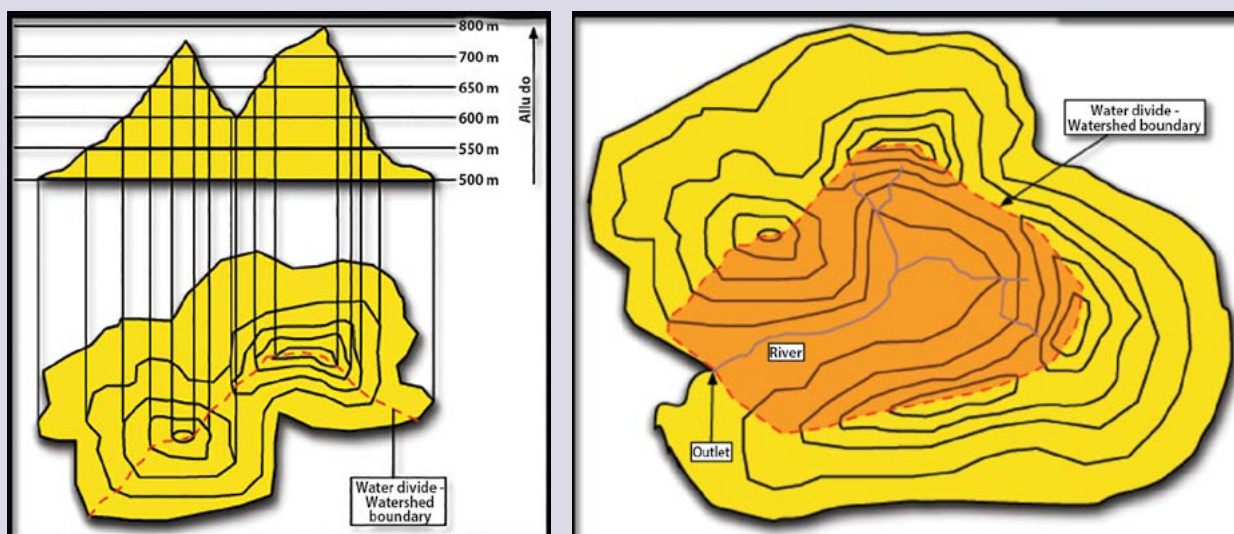 800 m
700 m
650 m
600 m
550 m
500 m
Allu do
Water divide -
Watershed
boundary
Water divide -
Watershed boundary
River
Outlet